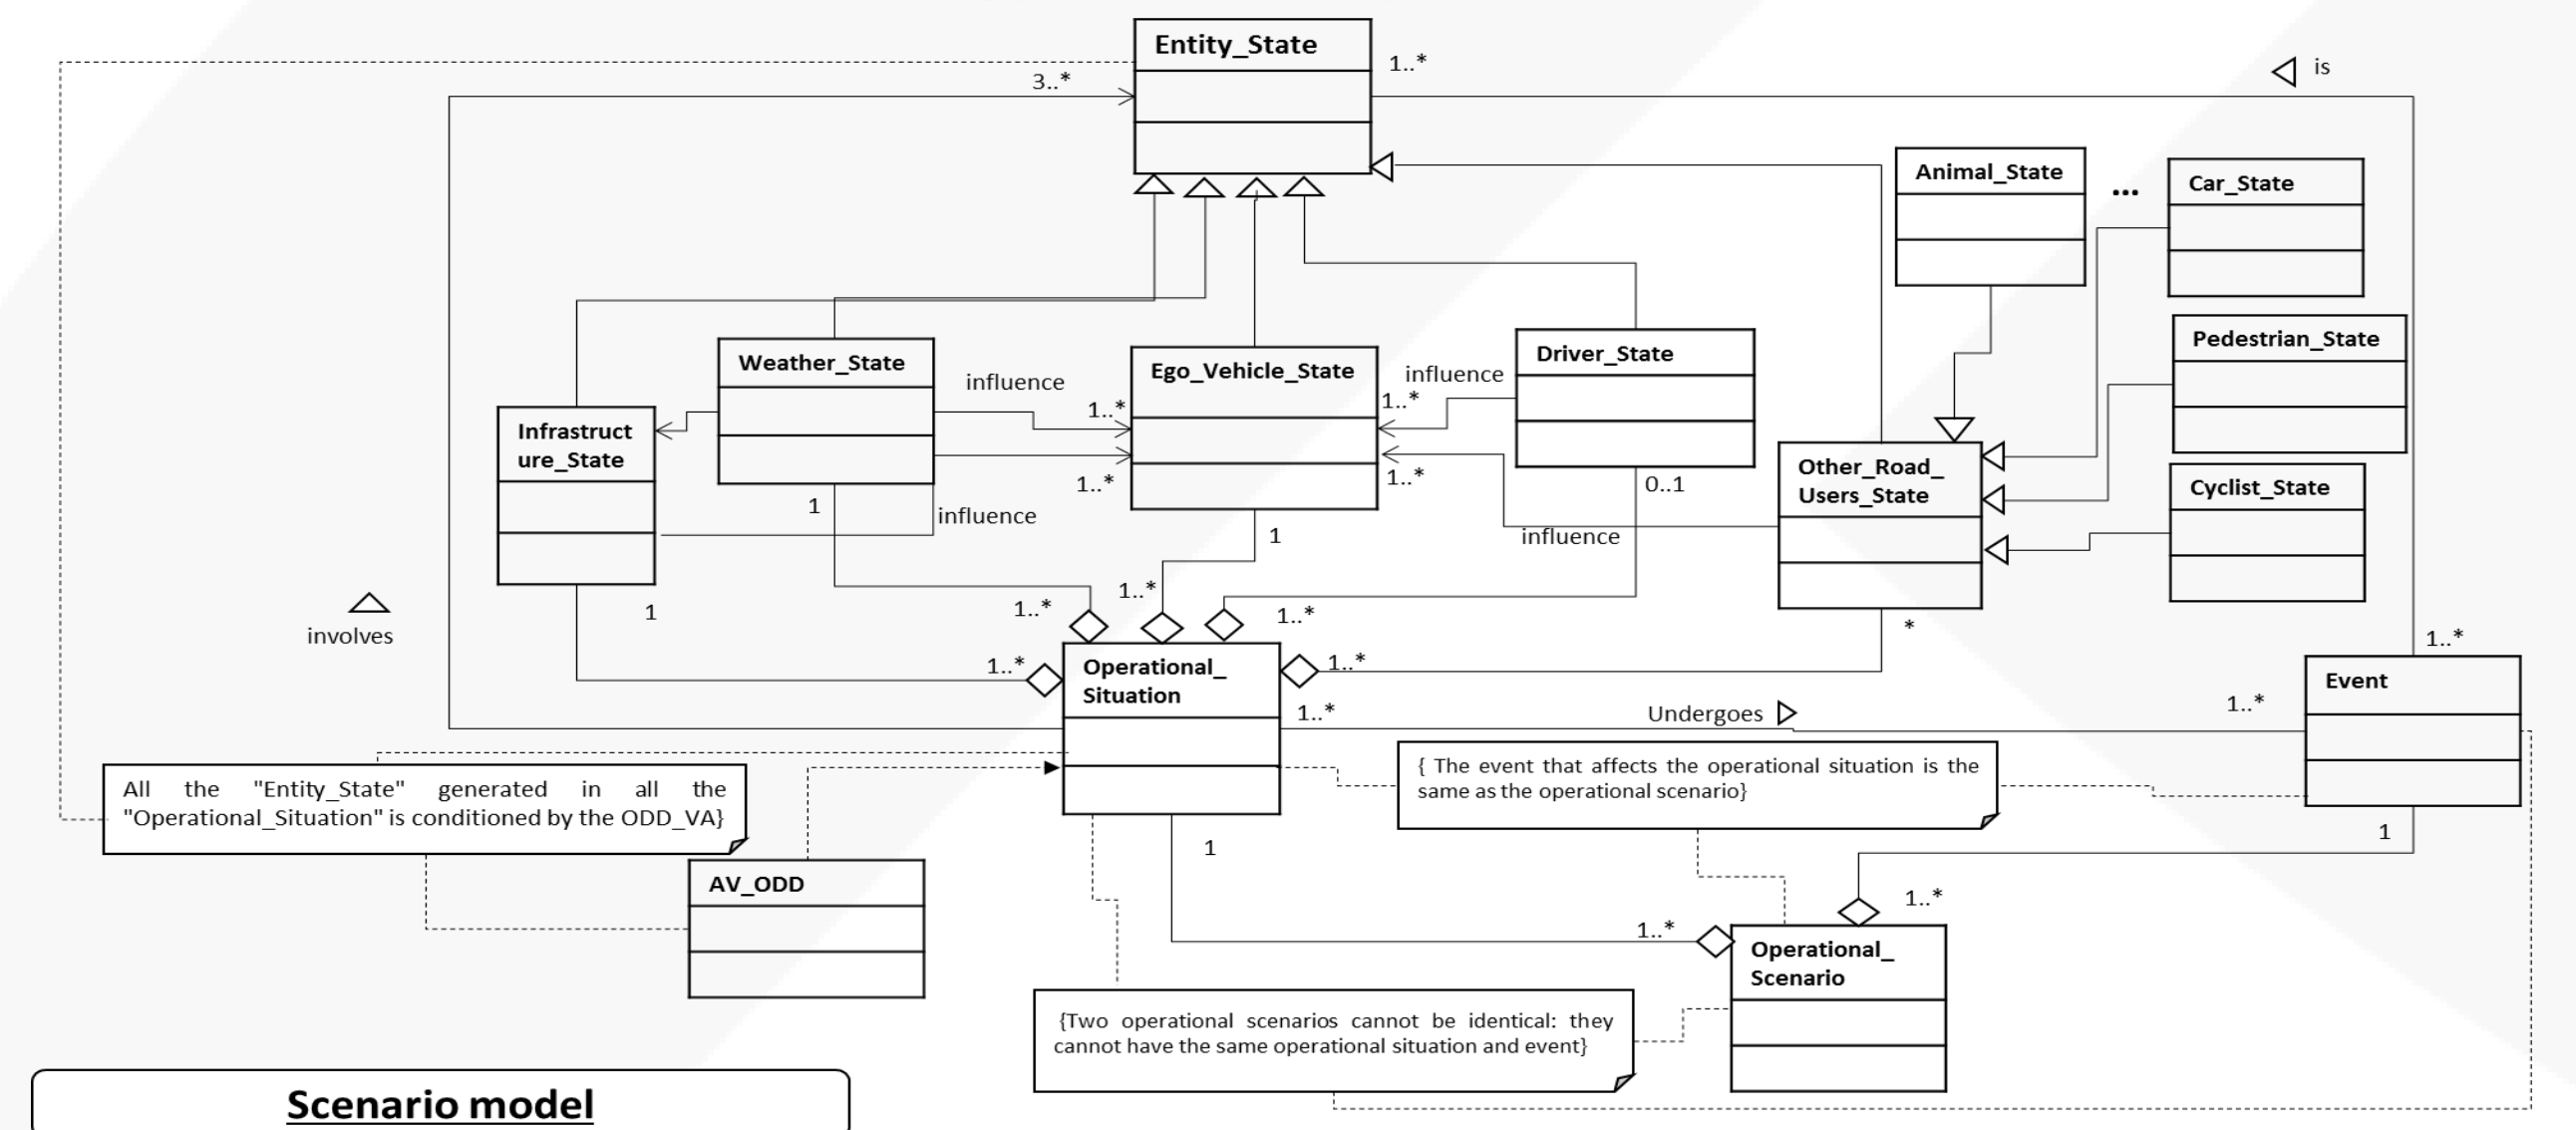 Entity_State
1..*
is
3..*
Animal_State
...
Car_State
Pedestrian_State
Cyclist_State
Weather_State
influence
1..*
Ego_Vehicle_State
influence
1..*
Driver_State
Infrastruct
ure_State
1..*
1..*
0..1
Other_Road_
Users_State
1
influence
1
influence
1..*
1..*
1..*
*
1
involves
1..*
Operational_
Situation
1..*
1..*
Undergoes
1..*
1..*
Event
All the "Entity_State" generated in all the
"Operational_Situation" is conditioned by the ODD_VA}
{ The event that affects the operational situation is the
same as the operational scenario}
1
1
AV_ODD
1..*
1..*
Operational_
Scenario
{Two operational scenarios cannot be identical: they
cannot have the same operational situation and event}
Scenario model